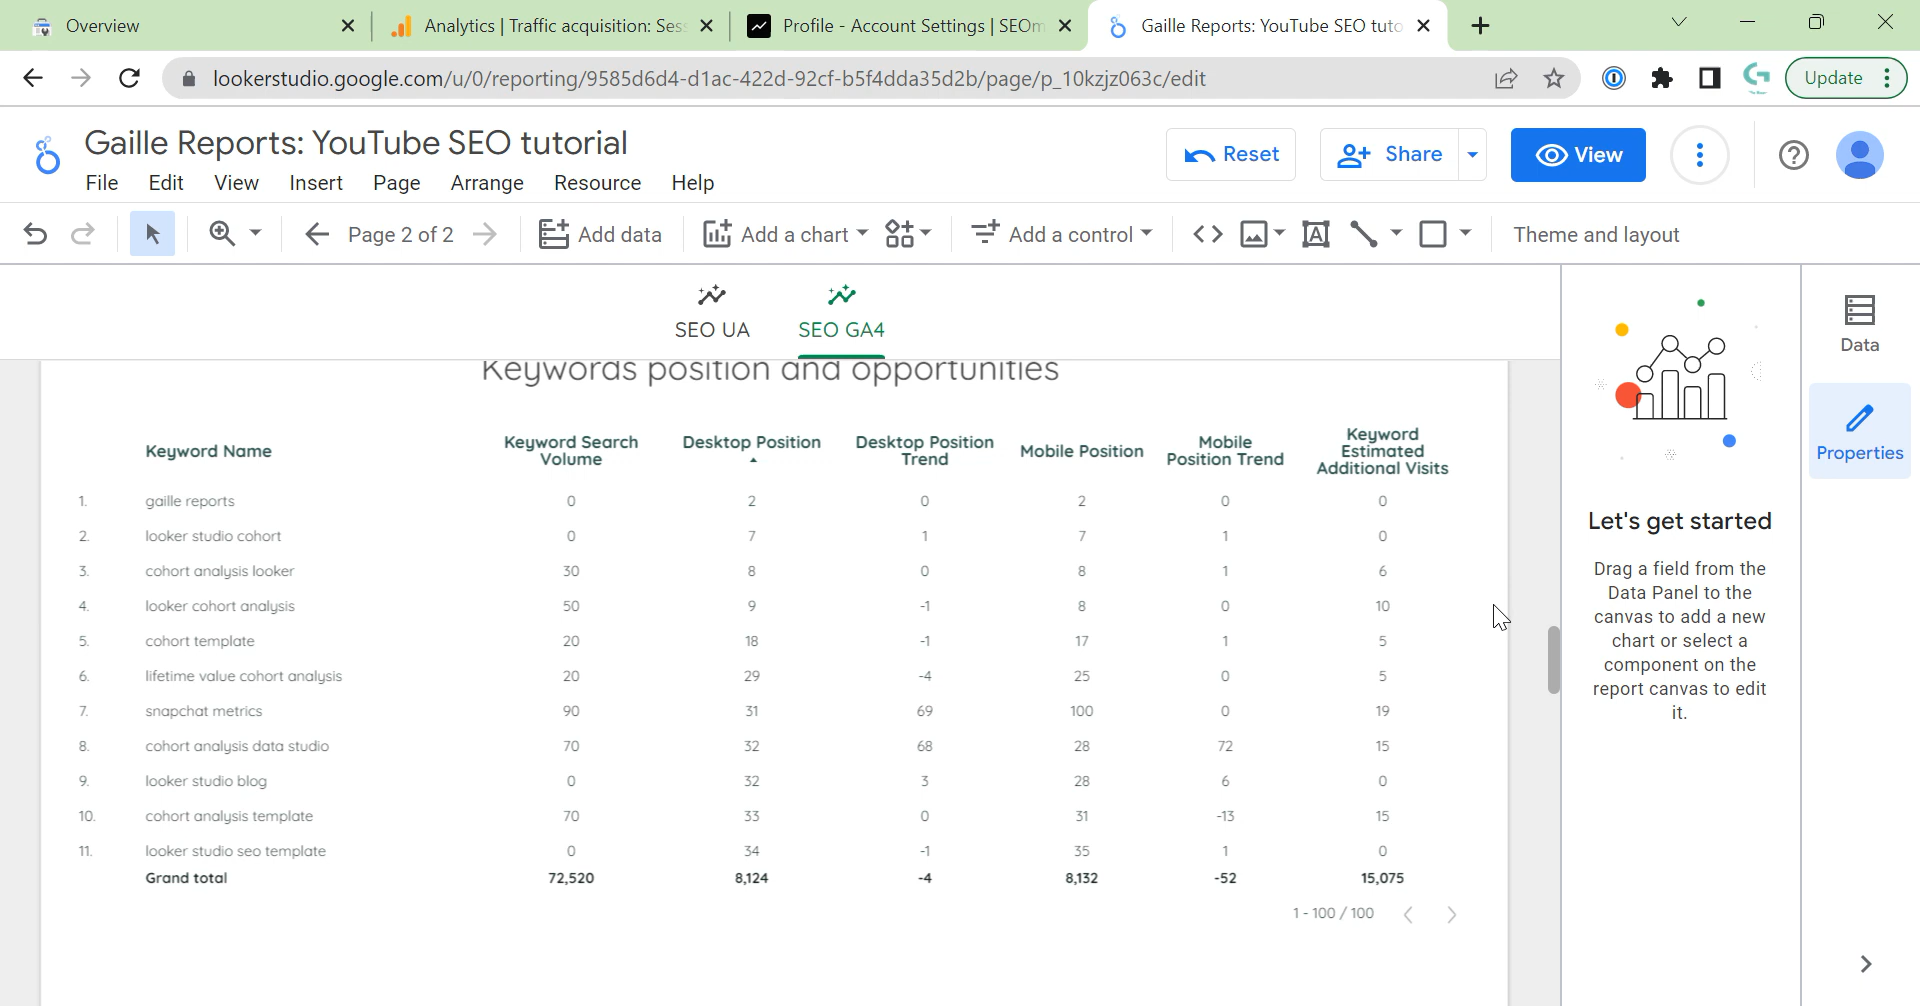 Overview
Analytics | Traffic acquisition: Ses
Profile - Account Settings | SEOm
Gaille Reports: YouTube SEO tuto
lookerstudio.google.com/u/0/reporting/9585d6d4-d1ac-422d-92cf-b5f4dda35d2b/page/p_10kzjz063c/edit
Update
Gaille Reports: YouTube SEO tutorial
Reset
Share
View
File Edit View Insert Page Arrange Resource Help
Page 2 of 2
Add data
Add a chart
Add a control
Theme and layout
SEO UA
SEO GA4
Keywords position and opportunities
Keyword Name
Keyword Search
Volume
Desktop Position
Desktop Position
Trend
Mobile Position
Mobile
Position Trend
Keyword
Estimated
Additional Visits
1. gaille reports 0 2 0 2 0 0
2. looker studio cohort 0 7 1 7 1 0
3. cohort analysis looker 30 8 0 8 1 6
4. looker cohort analysis 50 9 -1 8 0 10
5. cohort template 20 18 -1 17 1 5
6. lifetime value cohort analysis 20 29 -4 25 0 5
7. snapchat metrics 90 31 69 100 0 19
8. cohort analysis data studio 70 32 68 28 72 15
9. looker studio blog 0 32 3 28 6 0
10. cohort analysis template 70 33 0 31 -13 15
11. looker studio seo template 0 34 -1 35 1 0
Grand total 72,520 8,124 -4 8,132 -52 15,075
1 - 100 / 100
Let's get started
Drag a field from the
Data Panel to the
canvas to add a new
chart or select a
component on the
report canvas to edit
it.
Data
Properties